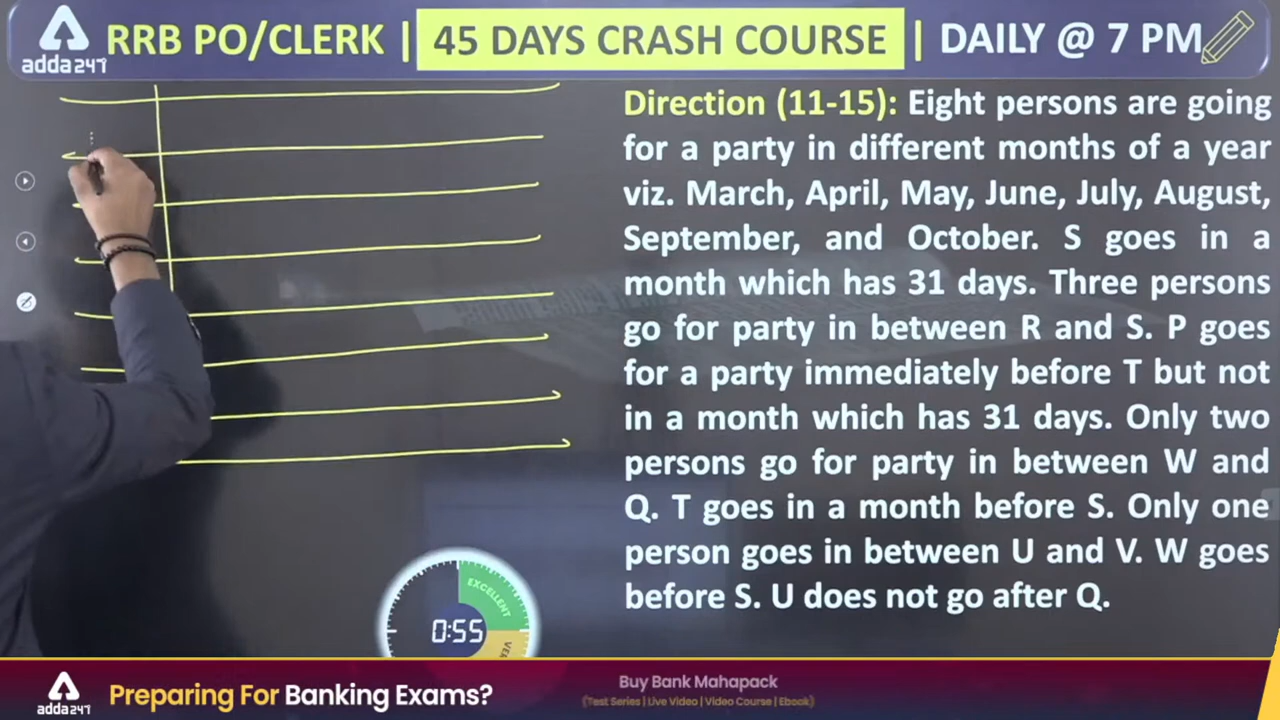 RRB PO/CLERK | 45 DAYS CRASH COURSE | DAILY @ 7 PM
adda247
Direction (11-15): Eight persons are going
for a party in different months of a year
viz. March, April, May, June, July, August,
September, and October. S goes in a
month which has 31 days. Three persons
go for party in between R and S. P goes
for a party immediately before T but not
in a month which has 31 days. Only two
persons go for party in between W and
Q. T goes in a month before S. Only one
person goes in between U and V. W goes
before S. U does not go after Q.
EXCELLENT
0:55
adda247
Preparing For Banking Exams?
Buy Bank Mahapack
(Test Series | Live Video | Video Course | Ebook)